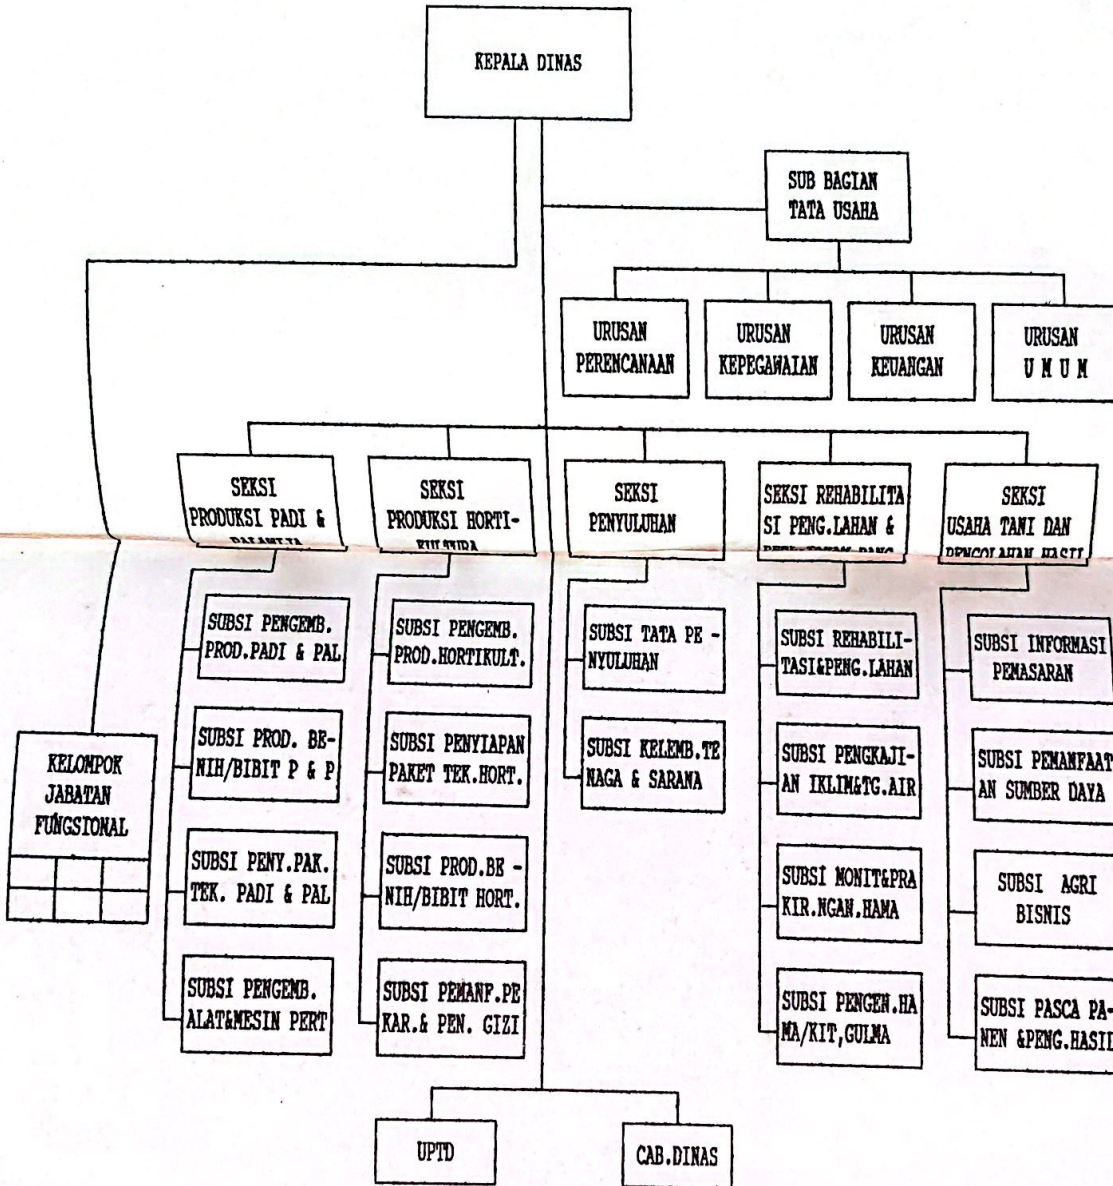 KEPALA DINAS
SUB BAGIAN
TATA USAHA
URUSAN
PERENCANAAN
URUSAN
KEPEGAWAIAN
URUSAN
KEUANGAN
URUSAN
U M U M
SEKSI
PRODUKSI PADI &
SEKSI
PRODUKSI HORTI-
SEKSI
PENYULUHAN
SEKSI REHABILITA
SI PENG.LAHAN &
SEKSI
USAHA TANI DAN
PENGOLAHAN HASIL
SUBSI PENGEMB.
PROD.PADI & PAL
SUBSI PROD. BE-
NIH/BIBIT P & P
SUBSI PENY.PAK.
TEK. PADI & PAL
SUBSI PENGEMB.
ALAT&MESIN PERT
SUBSI PENGEMB.
PROD.HORTIKULT.
SUBSI PENYIAPAN
PAKET TEK.HORT.
SUBSI PROD.BE -
NIH/BIBIT HORT.
SUBSI PEMANF.PE
KAR.& PEN. GIZI
SUBSI TATA PE -
NYULUHAN
SUBSI KELEMB.TE
NAGA & SARANA
SUBSI REHABILI-
TASI&PENG.LAHAN
SUBSI PENGKAJI-
AN IKLIM&TG.AIR
SUBSI MONIT&PRA
KIR.NGAN.HAMA
SUBSI PENGEN.HA
MA/KIT,GULMA
SUBSI INFORMASI
PEMASARAN
SUBSI PEMANFAAT
AN SUMBER DAYA
SUBSI AGRI
BISNIS
SUBSI PASCA PA-
NEN &PENG.HASIL
KELOMPOK
JABATAN
FUNGSIONAL
UPTD
CAB.DINAS